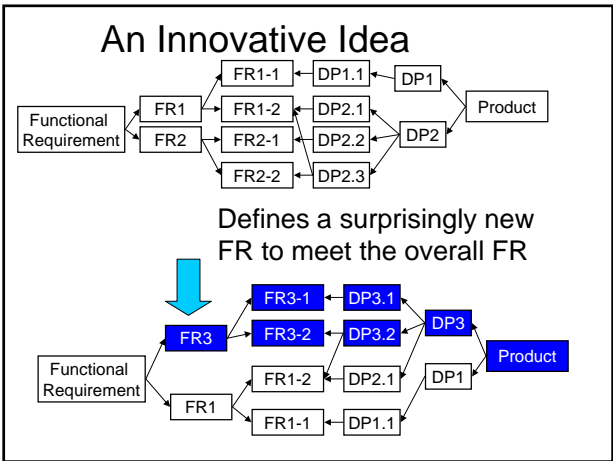 An Innovative Idea
FR1-1 DP1.1 DP1
Functional
Requirement
FR1 FR1-2 DP2.1 Product
FR2 FR2-1 DP2.2 DP2
FR2-2 DP2.3
Defines a surprisingly new
FR to meet the overall FR
FR3-1 DP3.1
FR3 FR3-2 DP3.2 DP3
Product
Functional
Requirement
FR1-2 DP2.1 DP1
FR1
FR1-1 DP1.1